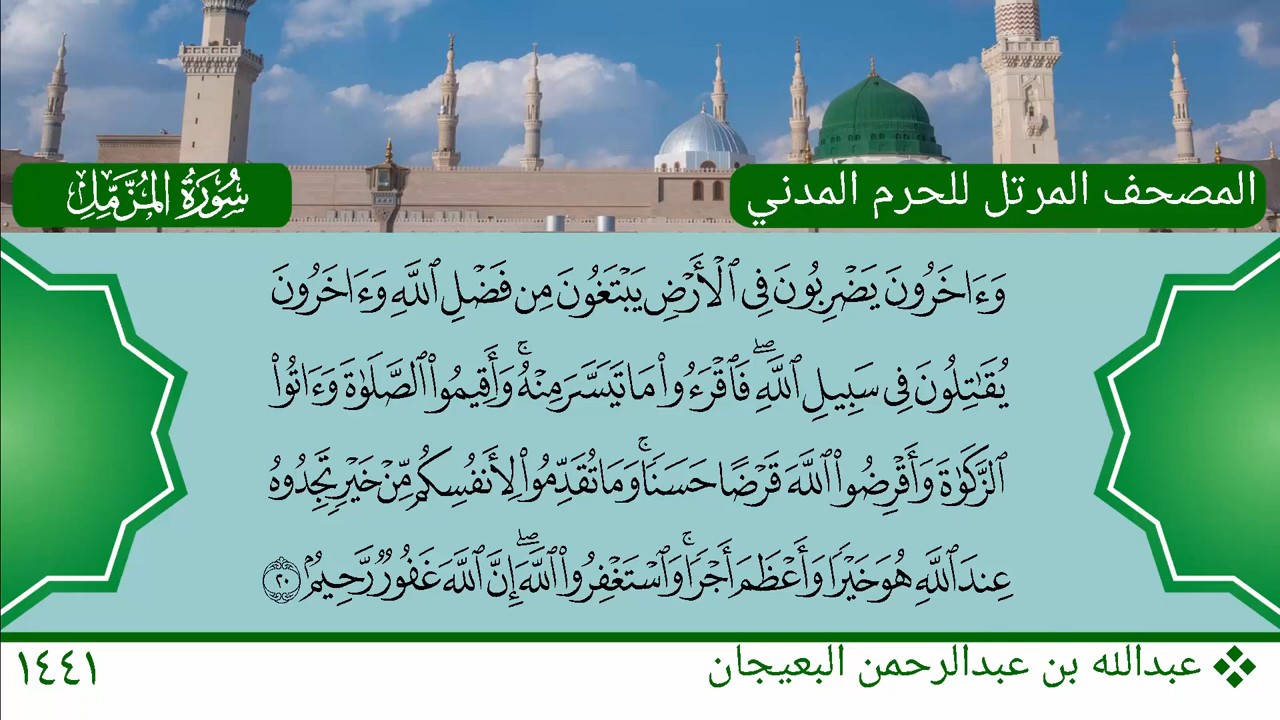 المصحف المرتل للحرم المدني
سُورَةُ المُزَّمِّلِ
وَءَاخَرُونَ يَضْرِبُونَ فِى ٱلْأَرْضِ يَبْتَغُونَ مِن فَضْلِ ٱللَّهِ وَءَاخَرُونَ
يُقَٰتِلُونَ فِى سَبِيلِ ٱللَّهِۖ فَٱقْرَءُوا۟ مَا تَيَسَّرَ مِنْهُۚ وَأَقِيمُوا۟ ٱلصَّلَوٰةَ وَءَاتُوا۟
ٱلزَّكَوٰةَ وَأَقْرِضُوا۟ ٱللَّهَ قَرْضًا حَسَنًاۚ وَمَا تُقَدِّمُوا۟ لِأَنفُسِكُم مِّنْ خَيْرٍ تَجِدُوهُ
عِندَ ٱللَّهِ هُوَ خَيْرًا وَأَعْظَمَ أَجْرًاۚ وَٱسْتَغْفِرُوا۟ ٱللَّهَۖ إِنَّ ٱللَّهَ غَفُورٌ رَّحِيمٌۢ ٢٠
عبدالله بن عبدالرحمن البعيجان
١٤٤١